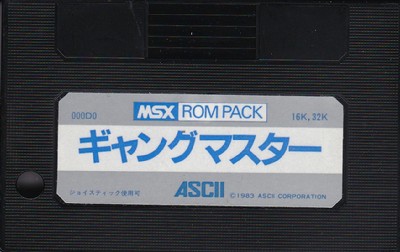 000D0 MSX ROM PACK 16K, 32K
ギャングマスター
ジョイスティック使用可 ASCII ©1983 ASCII CORPORATION